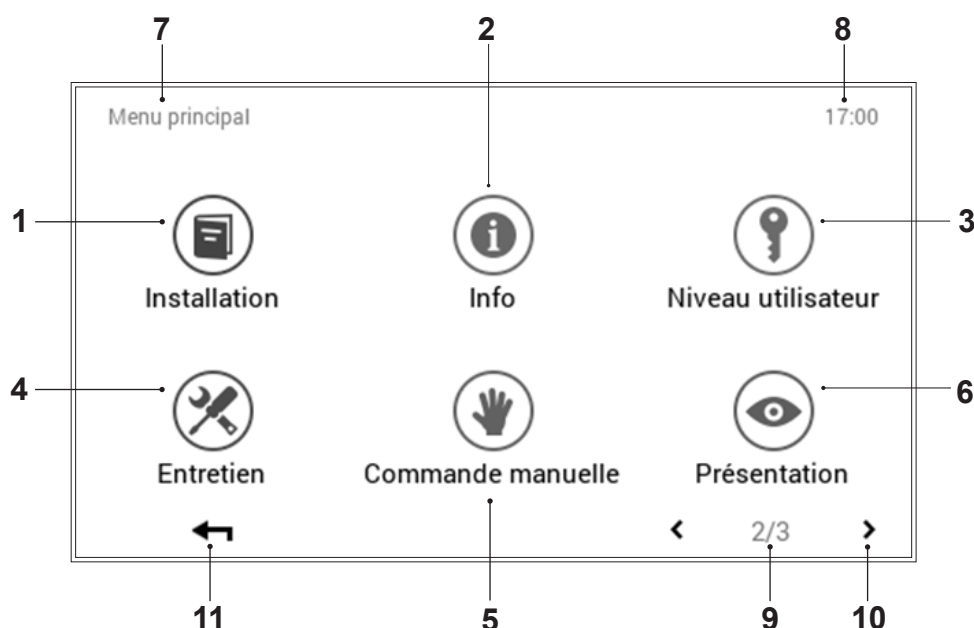 7 2 8
Menu principal 17:00
1 3
Installation Info Niveau utilisateur
4 6
Entretien Commande manuelle Présentation
< 2/3 >
11 5 9 10